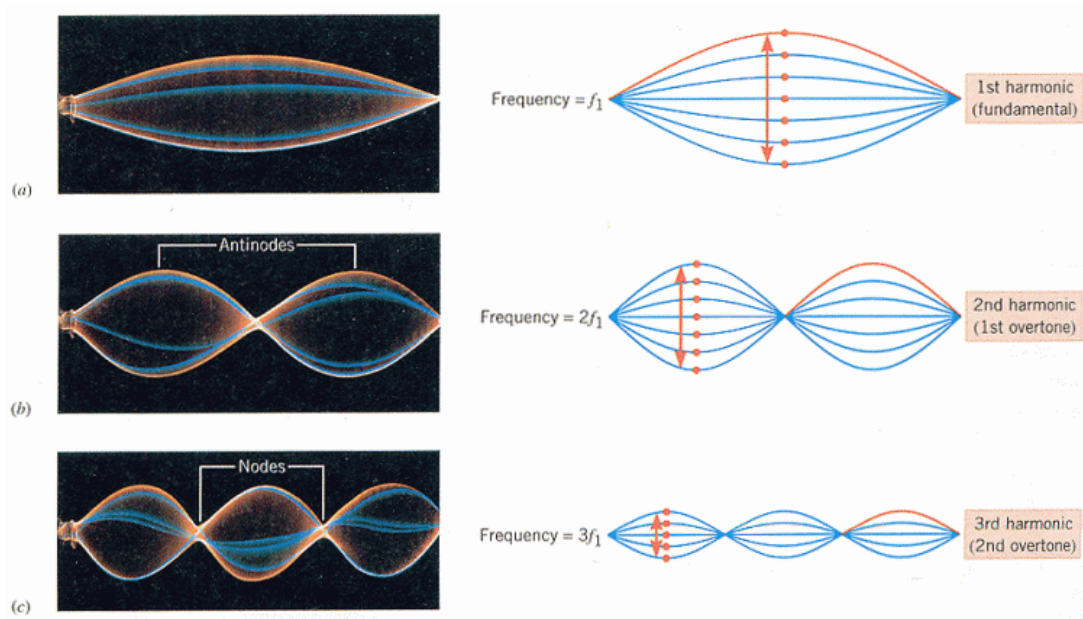 Frequency = f₁
1st harmonic
(fundamental)
(a)
Antinodes
Frequency = 2f₁
2nd harmonic
(1st overtone)
(b)
Nodes
Frequency = 3f₁
3rd harmonic
(2nd overtone)
(c)